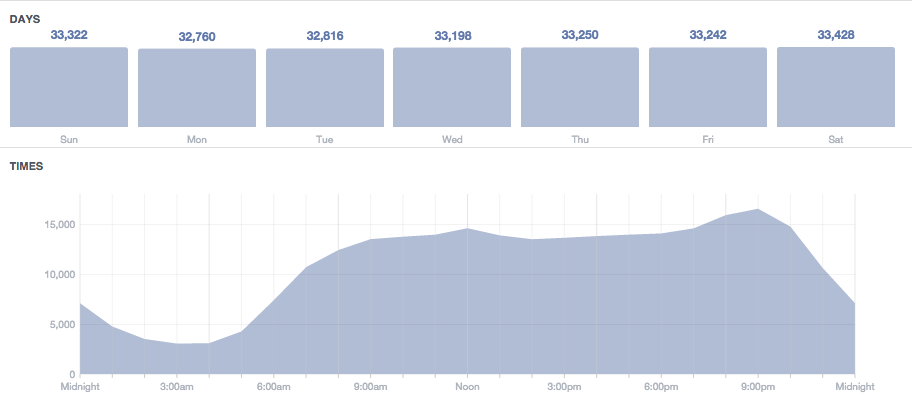 DAYS
33,322 32,760 32,816 33,198 33,250 33,242 33,428
Sun Mon Tue Wed Thu Fri Sat
TIMES
15,000
10,000
5,000
0
Midnight 3:00am 6:00am 9:00am Noon 3:00pm 6:00pm 9:00pm Midnight